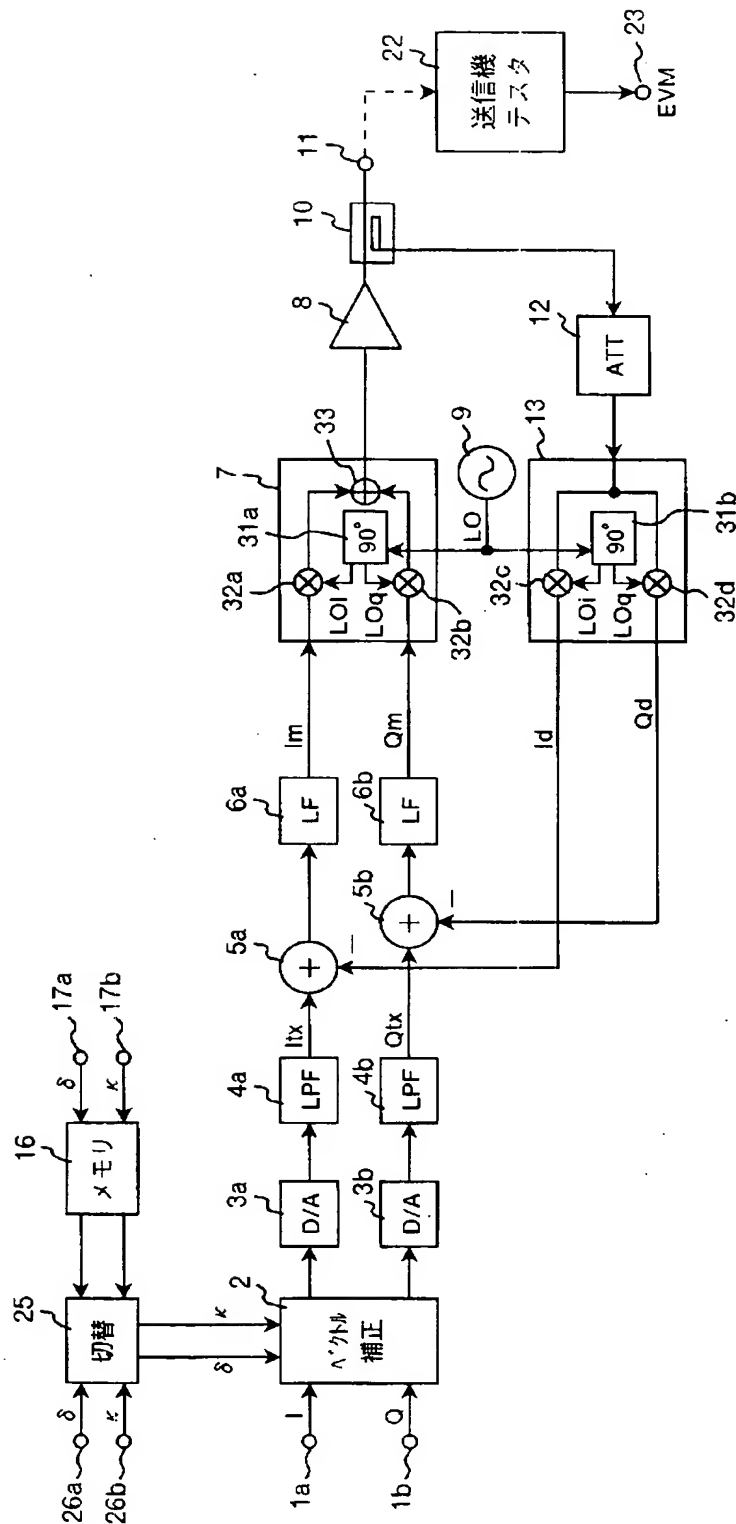 26a
δ
25
切替
16
メモリ
δ
17a
26b
κ
κ
17b
δ
κ
1a
I
2
ベクトル
補正
3a
D/A
4a
LPF
Itx
5a
−
6a
LF
Im
7
31a
32a
33
90°
LOi
LOq
32b
8
10
11
1b
Q
3b
D/A
4b
LPF
Qtx
5b
−
6b
LF
Qm
LO
9
22
送信機
テスタ
23
EVM
12
ATT
13
32c
LOi
LOq
90°
31b
32d
Id
Qd